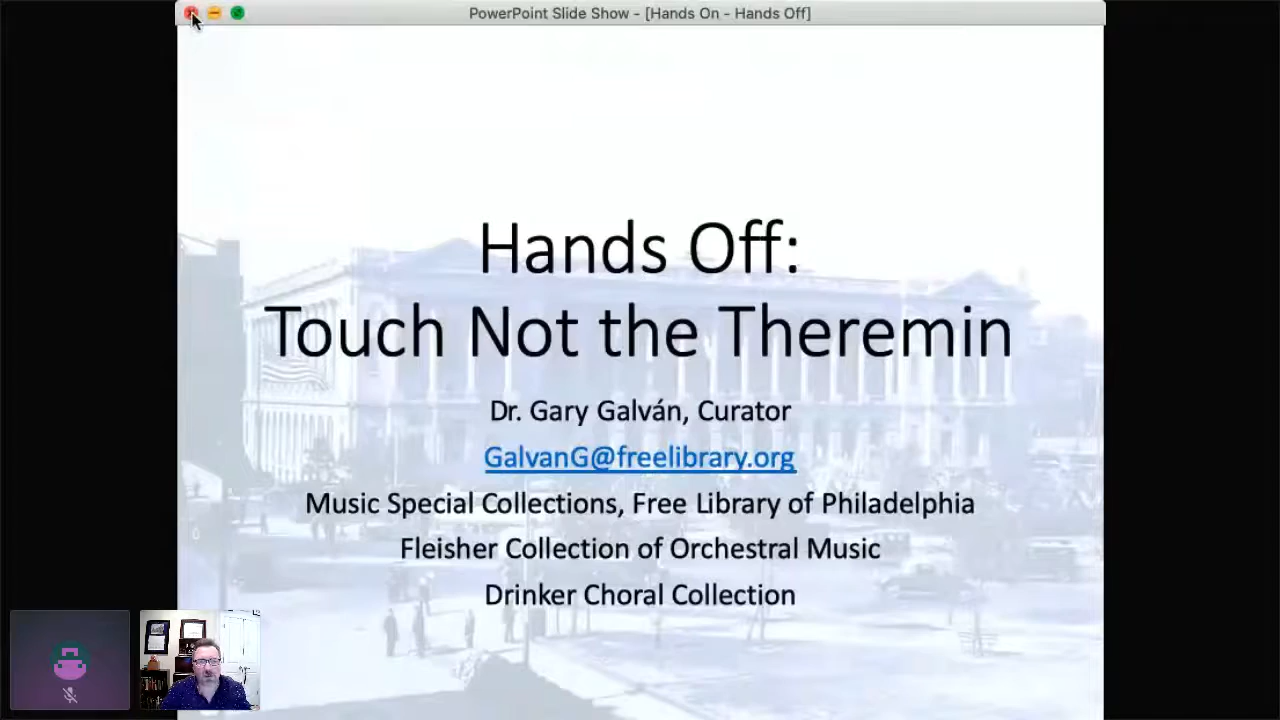 PowerPoint Slide Show - [Hands On - Hands Off]
Hands Off:
Touch Not the Theremin
Dr. Gary Galván, Curator
GalvanG@freelibrary.org
Music Special Collections, Free Library of Philadelphia
Fleisher Collection of Orchestral Music
Drinker Choral Collection